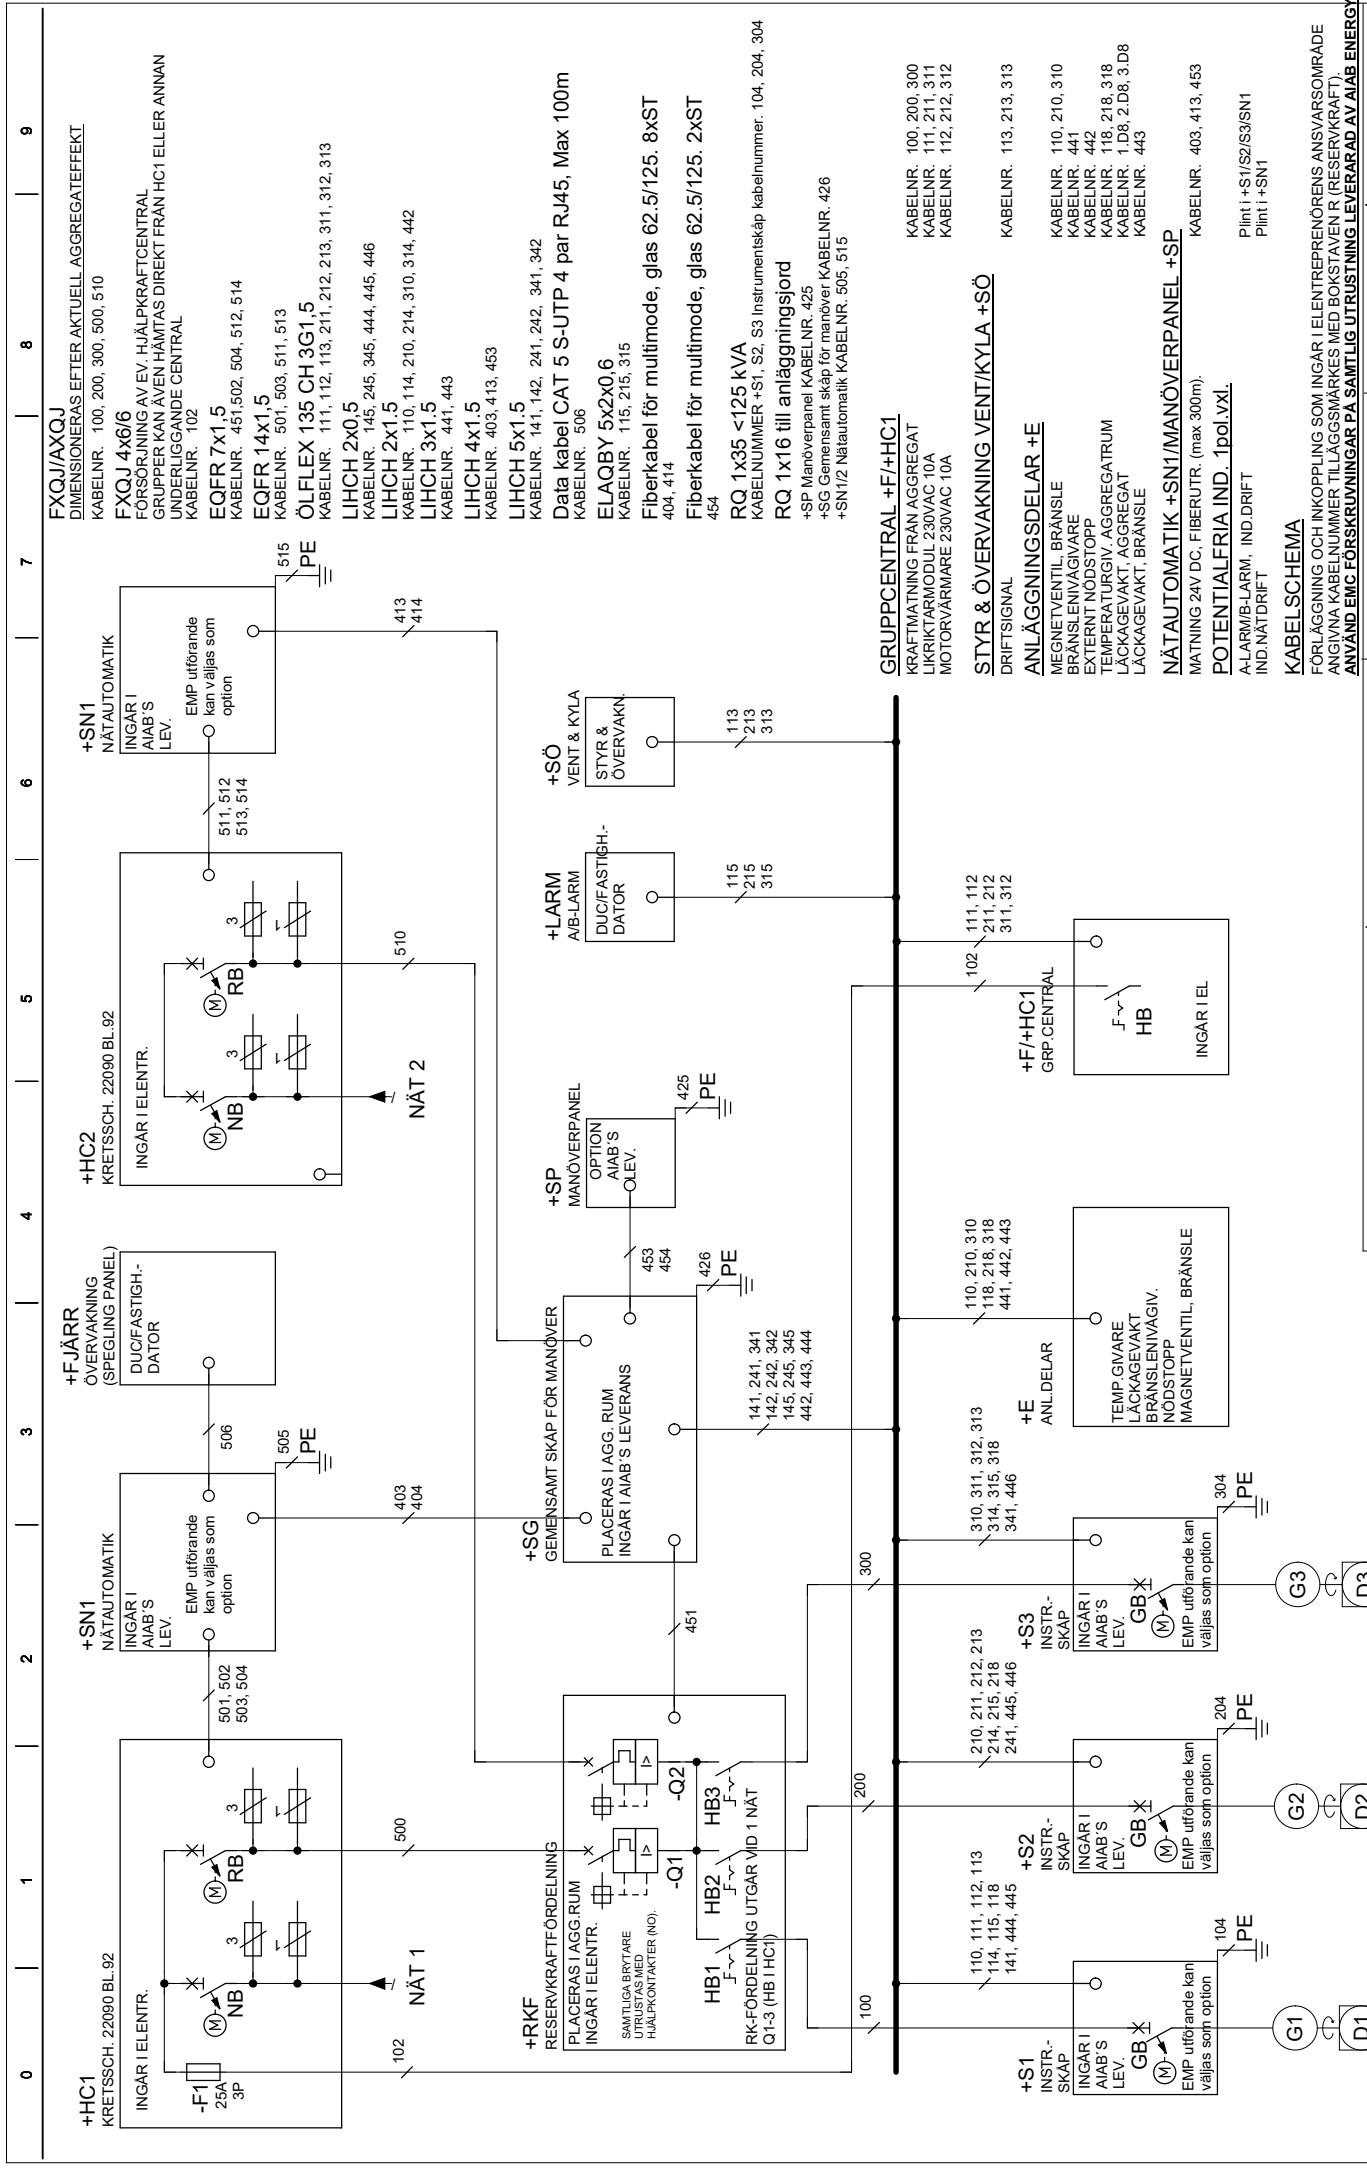 0 1 2 3 4 5 6 7 8 9
+HC1
KRETSSCH. 22090 BL.92
INGÅR I ELENTR.
-F1
25A
3P
M
NB
3
1
M
RB
3
1
NÄT 1
102
500
501, 502
503, 504
+SN1
NÄTAUTOMATIK
INGÅR I
AIAB'S
LEV.
EMP utförande
kan väljas som
option
505
PE
403
404
506
+FJÄRR
ÖVERVAKNING
(SPEGLING PANEL)
DUC/FASTIGH.-
DATOR
+HC2
KRETSSCH. 22090 BL.92
INGÅR I ELENTR.
M
NB
3
1
M
RB
3
1
NÄT 2
510
511, 512
513, 514
+SN1
NÄTAUTOMATIK
INGÅR I
AIAB'S
LEV.
EMP utförande
kan väljas som
option
515
PE
413
414
+RKF
RESERVKRAFTFÖRDELNING
PLACERAS I AGG.RUM
INGÅR I ELENTR.
SAMTLIGA BRYTARE
UTRUSTAS MED
HJÄLPKONTAKTER (NO).
I>
-Q1
I>
-Q2
HB1
HB2
HB3
RK-FÖRDELNING UTGÅR VID 1 NÄT
Q1-3 (HB I HC1)
451
+SG
GEMENSAMT SKÅP FÖR MANÖVER
PLACERAS I AGG. RUM
INGÅR I AIAB'S LEVERANS
426
PE
453
454
+SP
MANÖVERPANEL
OPTION
AIAB'S
LEV.
425
PE
141, 241, 341
142, 242, 342
145, 245, 345
442, 443, 444
+LARM
A/B-LARM
DUC/FASTIGH.-
DATOR
115
215
315
+SÖ
VENT & KYLA
STYR &
ÖVERVAKN.
113
213
313
100
200
300
110, 111, 112, 113
114, 115, 118
141, 444, 445
+S1
INSTR.-
SKÅP
INGÅR I
AIAB'S
LEV.
GB
M
EMP utförande kan
väljas som option
104
PE
G1
D1
210, 211, 212, 213
214, 215, 218
241, 445, 446
+S2
INSTR.-
SKÅP
INGÅR I
AIAB'S
LEV.
GB
M
EMP utförande kan
väljas som option
204
PE
G2
D2
310, 311, 312, 313
314, 315, 318
341, 446
+S3
INSTR.-
SKÅP
INGÅR I
AIAB'S
LEV.
GB
M
EMP utförande kan
väljas som option
304
PE
G3
D3
110, 210, 310
118, 218, 318
441, 442, 443
+E
ANL.DELAR
TEMP.GIVARE
LÄCKAGEVAKT
BRÄNSLENIVÅGIV.
NÖDSTOPP
MAGNETVENTIL, BRÄNSLE
102
111, 112
211, 212
311, 312
+F/+HC1
GRP.CENTRAL
HB
INGÅR I EL
FXQJ/AXQJ
DIMENSIONERAS EFTER AKTUELL AGGREGATEFFEKT
KABELNR. 100, 200, 300, 500, 510
FXQJ 4x6/6
FÖRSÖRJNING AV EV. HJÄLPKRAFTCENTRAL
GRUPPER KAN ÄVEN HÄMTAS DIREKT FRÅN HC1 ELLER ANNAN
UNDERLIGGANDE CENTRAL
KABELNR. 102
EQFR 7x1,5
KABELNR. 451,502, 504, 512, 514
EQFR 14x1,5
KABELNR. 501, 503, 511, 513
ÖLFLEX 135 CH 3G1,5
KABELNR. 111, 112, 113, 211, 212, 213, 311, 312, 313
LIHCH 2x0,5
KABELNR. 145, 245, 345, 444, 445, 446
LIHCH 2x1.5
KABELNR. 110, 114, 210, 214, 310, 314, 442
LIHCH 3x1.5
KABELNR. 441, 443
LIHCH 4x1.5
KABELNR. 403, 413, 453
LIHCH 5x1.5
KABELNR. 141, 142, 241, 242, 341, 342
Data kabel CAT 5 S-UTP 4 par RJ45, Max 100m
KABELNR. 506
ELAQBY 5x2x0,6
KABELNR. 115, 215, 315
Fiberkabel för multimode, glas 62.5/125. 8xST
404, 414
Fiberkabel för multimode, glas 62.5/125. 2xST
454
RQ 1x35 <125 kVA
KABELNUMMER +S1, S2, S3 Instrumentskåp kabelnummer. 104, 204, 304
RQ 1x16 till anläggningsjord
+SP Manöverpanel KABELNR. 425
+SG Gemensamt skåp för manöver KABELNR. 426
+SN1/2 Nätautomatik KABELNR. 505, 515
GRUPPCENTRAL +F/+HC1
KRAFTMATNING FRÅN AGGREGAT KABELNR. 100, 200, 300
LIKRIKTARMODUL 230VAC 10A KABELNR. 111, 211, 311
MOTORVÄRMARE 230VAC 10A KABELNR. 112, 212, 312
STYR & ÖVERVAKNING VENT/KYLA +SÖ
DRIFTSIGNAL KABELNR. 113, 213, 313
ANLÄGGNINGSDELAR +E
MEGNETVENTIL, BRÄNSLE KABELNR. 110, 210, 310
BRÄNSLENIVÅGIVARE KABELNR. 441
EXTERNT NÖDSTOPP KABELNR. 442
TEMPERATURGIV. AGGREGATRUM KABELNR. 118, 218, 318
LÄCKAGEVAKT, AGGREGAT KABELNR. 1.D8, 2.D8, 3.D8
LÄCKAGEVAKT, BRÄNSLE KABELNR. 443
NÄTAUTOMATIK +SN1/MANÖVERPANEL +SP
MATNING 24V DC, FIBERUTR. (max 300m). KABELNR. 403, 413, 453
POTENTIALFRIA IND. 1pol.vxl.
A-LARM/B-LARM, IND.DRIFT Plint i +S1/S2/S3/SN1
IND.NÄTDRIFT Plint i +SN1
KABELSCHEMA
FÖRLÄGGNING OCH INKOPPLING SOM INGÅR I ELENTREPRENÖRENS ANSVARSOMRÅDE
ANGIVNA KABELNUMMER TILLÄGGSMÄRKES MED BOKSTAVEN R (RESERVKRAFT).
ANVÄND EMC FÖRSKRUVNINGAR PÅ SAMTLIG UTRUSTNING LEVERARAD AV AIAB ENERGY